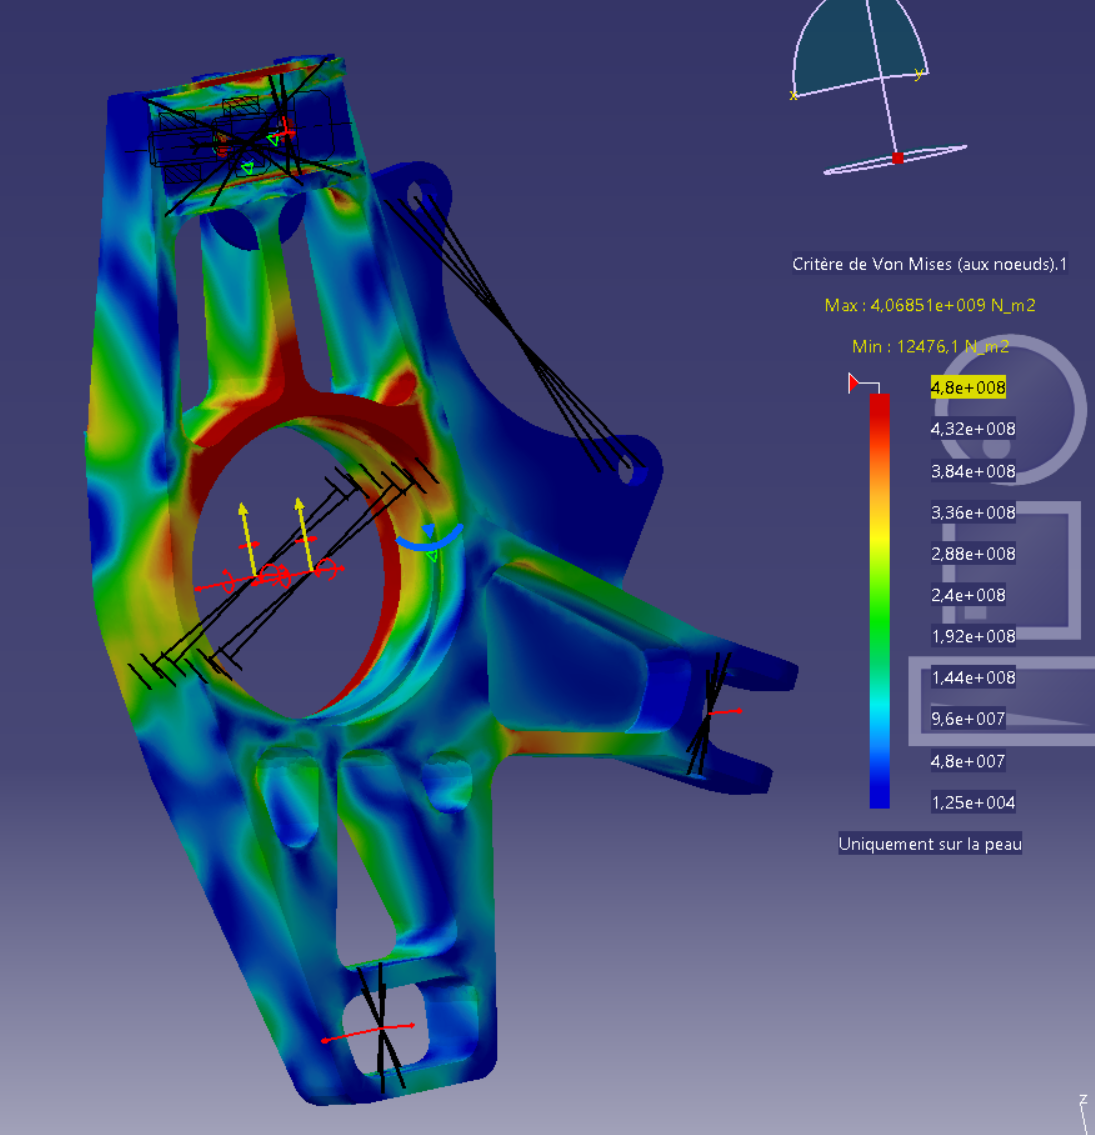 x
y
Critère de Von Mises (aux noeuds).1
Max : 4,06851e+009 N_m2
Min : 12476,1 N_m2
4,8e+008
4,32e+008
3,84e+008
3,36e+008
2,88e+008
2,4e+008
1,92e+008
1,44e+008
9,6e+007
4,8e+007
1,25e+004
Uniquement sur la peau
z